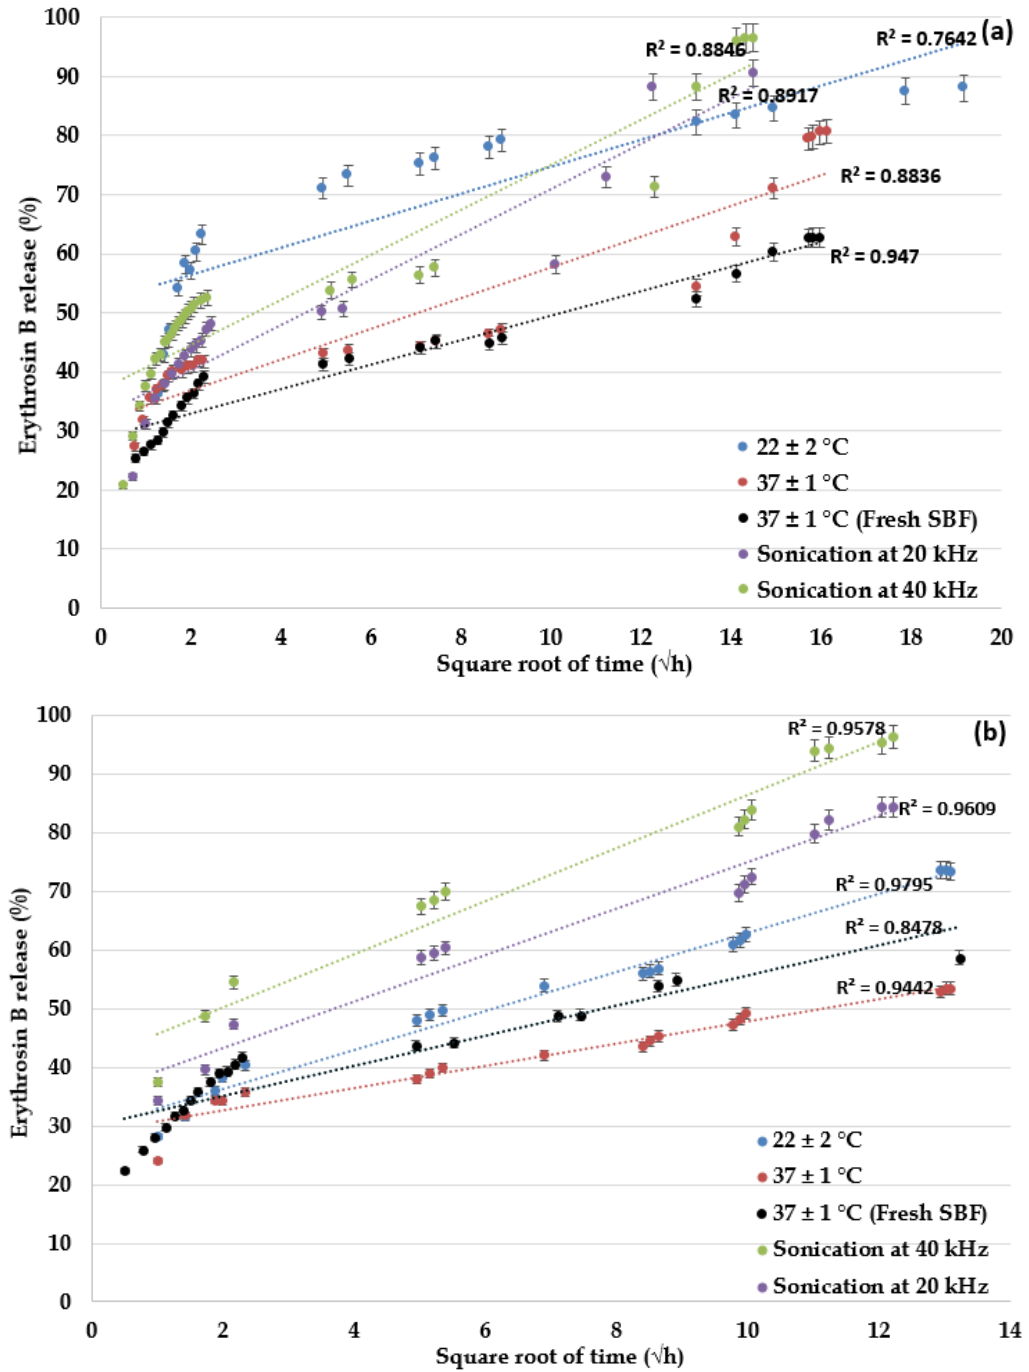 100
(a)
R² = 0.8846
R² = 0.7642
90
R² = 0.8917
80
70
R² = 0.8836
60
R² = 0.947
50
40
30
20
10
0
Erythrosin B release (%)
22 ± 2 °C
37 ± 1 °C
37 ± 1 °C (Fresh SBF)
Sonication at 20 kHz
Sonication at 40 kHz
0 2 4 6 8 10 12 14 16 18 20
Square root of time (√h)
100
(b)
R² = 0.9578
90
R² = 0.9609
80
70
R² = 0.9795
R² = 0.8478
60
R² = 0.9442
50
40
30
20
10
0
Erythrosin B release (%)
22 ± 2 °C
37 ± 1 °C
37 ± 1 °C (Fresh SBF)
Sonication at 40 kHz
Sonication at 20 kHz
0 2 4 6 8 10 12 14
Square root of time (√h)